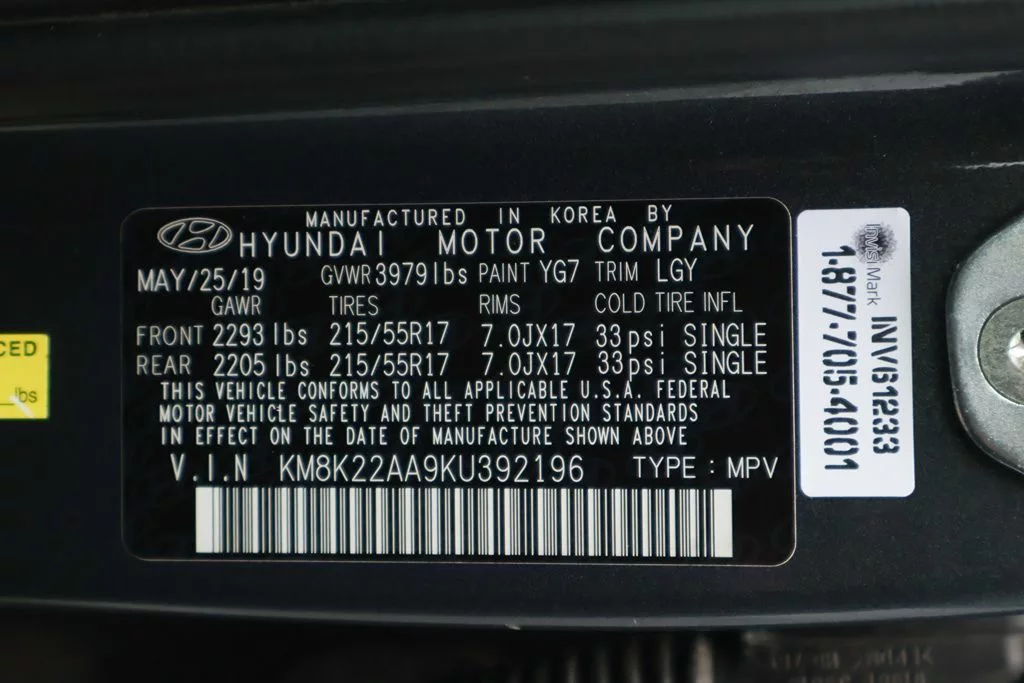 MANUFACTURED IN KOREA BY
HYUNDAI MOTOR COMPANY
MAY/25/19 GVWR 3979 lbs PAINT YG7 TRIM LGY
GAWR TIRES RIMS COLD TIRE INFL
FRONT 2293 lbs 215/55R17 7.0JX17 33psi SINGLE
REAR 2205 lbs 215/55R17 7.0JX17 33psi SINGLE
THIS VEHICLE CONFORMS TO ALL APPLICABLE U.S.A. FEDERAL
MOTOR VEHICLE SAFETY AND THEFT PREVENTION STANDARDS
IN EFFECT ON THE DATE OF MANUFACTURE SHOWN ABOVE
V.I.N KM8K22AA9KU392196 TYPE : MPV
InvisiMark INV61233
1-877-705-4001
CED
lbs